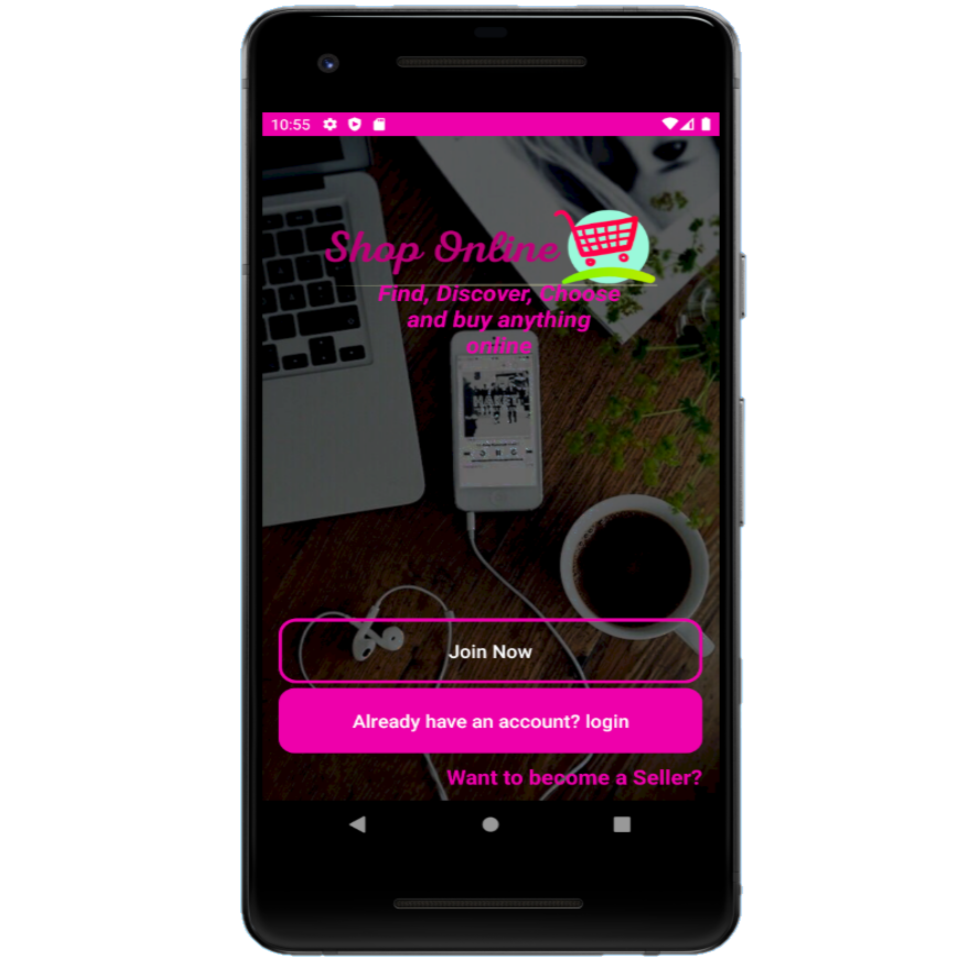 10:55
Shop Online
Find, Discover, Choose
and buy anything
online
Join Now
Already have an account? login
Want to become a Seller?